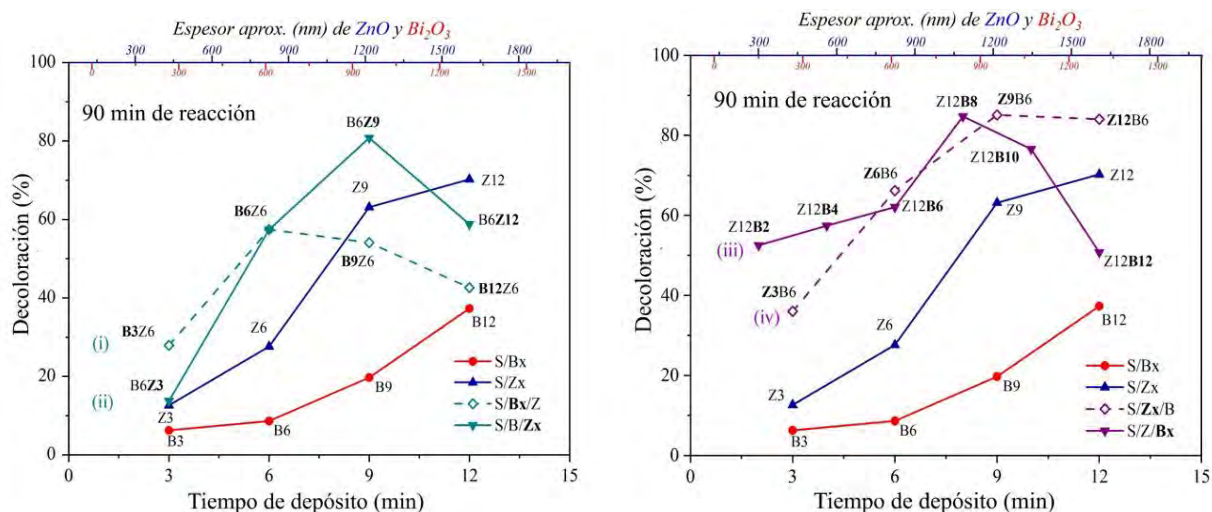 Espesor aprox. (nm) de ZnO y Bi₂O₃
300 600 900 1200 1500 1800
0 300 600 900 1200 1500
100
80
60
40
20
0
Decoloración (%)
90 min de reacción
B6Z9
Z9
Z12
B6Z6
B6Z12
B9Z6
B12Z6
B3Z6
(i)
Z6
B12
B6Z3
(ii)
Z3
B3
B6
B9
S/Bx
S/Zx
S/Bx/Z
S/B/Zx
0 3 6 9 12 15
Tiempo de depósito (min)
Espesor aprox. (nm) de ZnO y Bi₂O₃
300 600 900 1200 1500 1800
0 300 600 900 1200 1500
100
80
60
40
20
0
Decoloración (%)
90 min de reacción
Z9B6
Z12B8
Z12B6
Z12B10
Z6B6
Z12
Z12B4
Z12B6
Z9
Z12B2
(iii)
Z12B12
Z3B6
(iv)
Z6
B12
Z3
B9
B3
B6
S/Bx
S/Zx
S/Zx/B
S/Z/Bx
0 3 6 9 12 15
Tiempo de depósito (min)